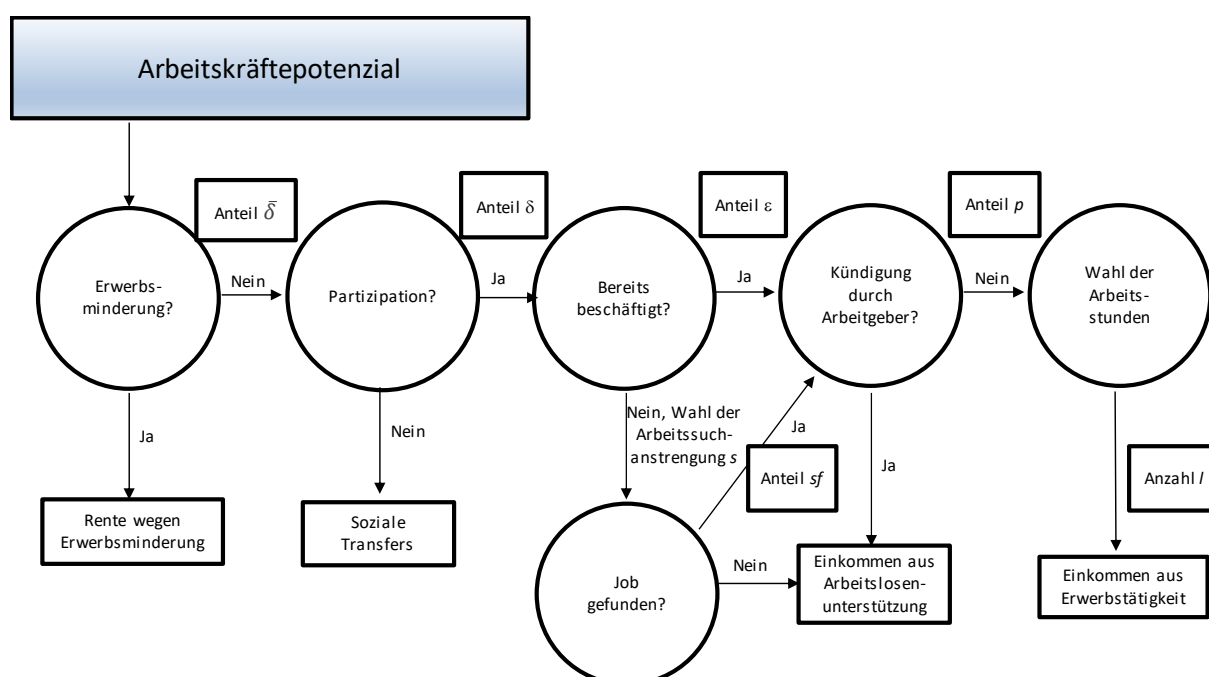 Arbeitskräftepotenzial
Anteil δ̄
Anteil δ
Anteil ε
Anteil p
Erwerbs-
minderung?
Nein
Partizipation?
Ja
Bereits
beschäftigt?
Ja
Kündigung
durch
Arbeitgeber?
Nein
Wahl der
Arbeits-
stunden
Ja
Nein
Nein, Wahl der
Arbeitssuch-
anstrengung s
Ja
Anteil sf
Ja
Anzahl l
Rente wegen
Erwerbsminderung
Soziale
Transfers
Job
gefunden?
Nein
Einkommen aus
Arbeitslosen-
unterstützung
Einkommen aus
Erwerbstätigkeit